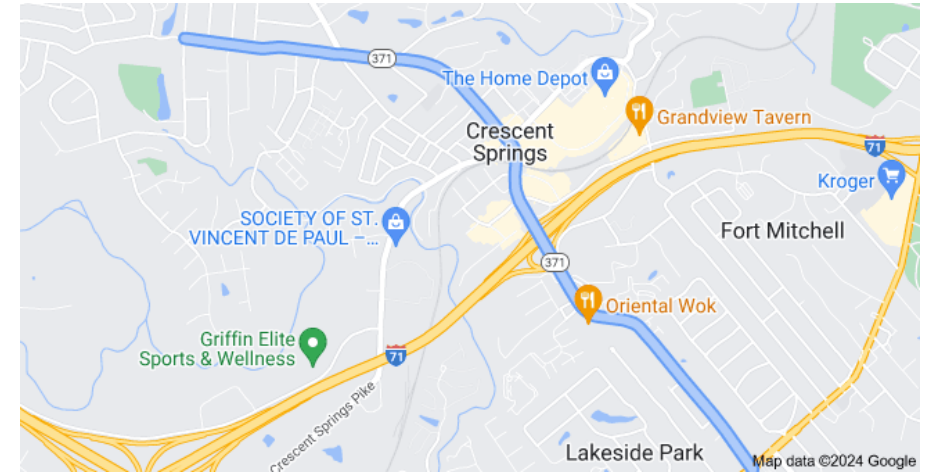 371
The Home Depot
Grandview Tavern
Crescent
Springs
71
Kroger
SOCIETY OF ST.
VINCENT DE PAUL –...
Fort Mitchell
371
Oriental Wok
Griffin Elite
Sports & Wellness
71
Crescent Springs Pike
Lakeside Park
Map data ©2024 Google